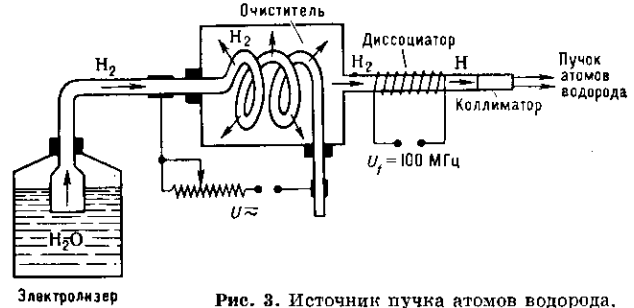 Очиститель
H₂
H₂
H₂
Диссоциатор
H
Пучок
атомов
водорода
Коллиматор
U_f = 100 МГц
U ≂
H₂O
Электролизер
Рис. 3. Источник пучка атомов водорода.